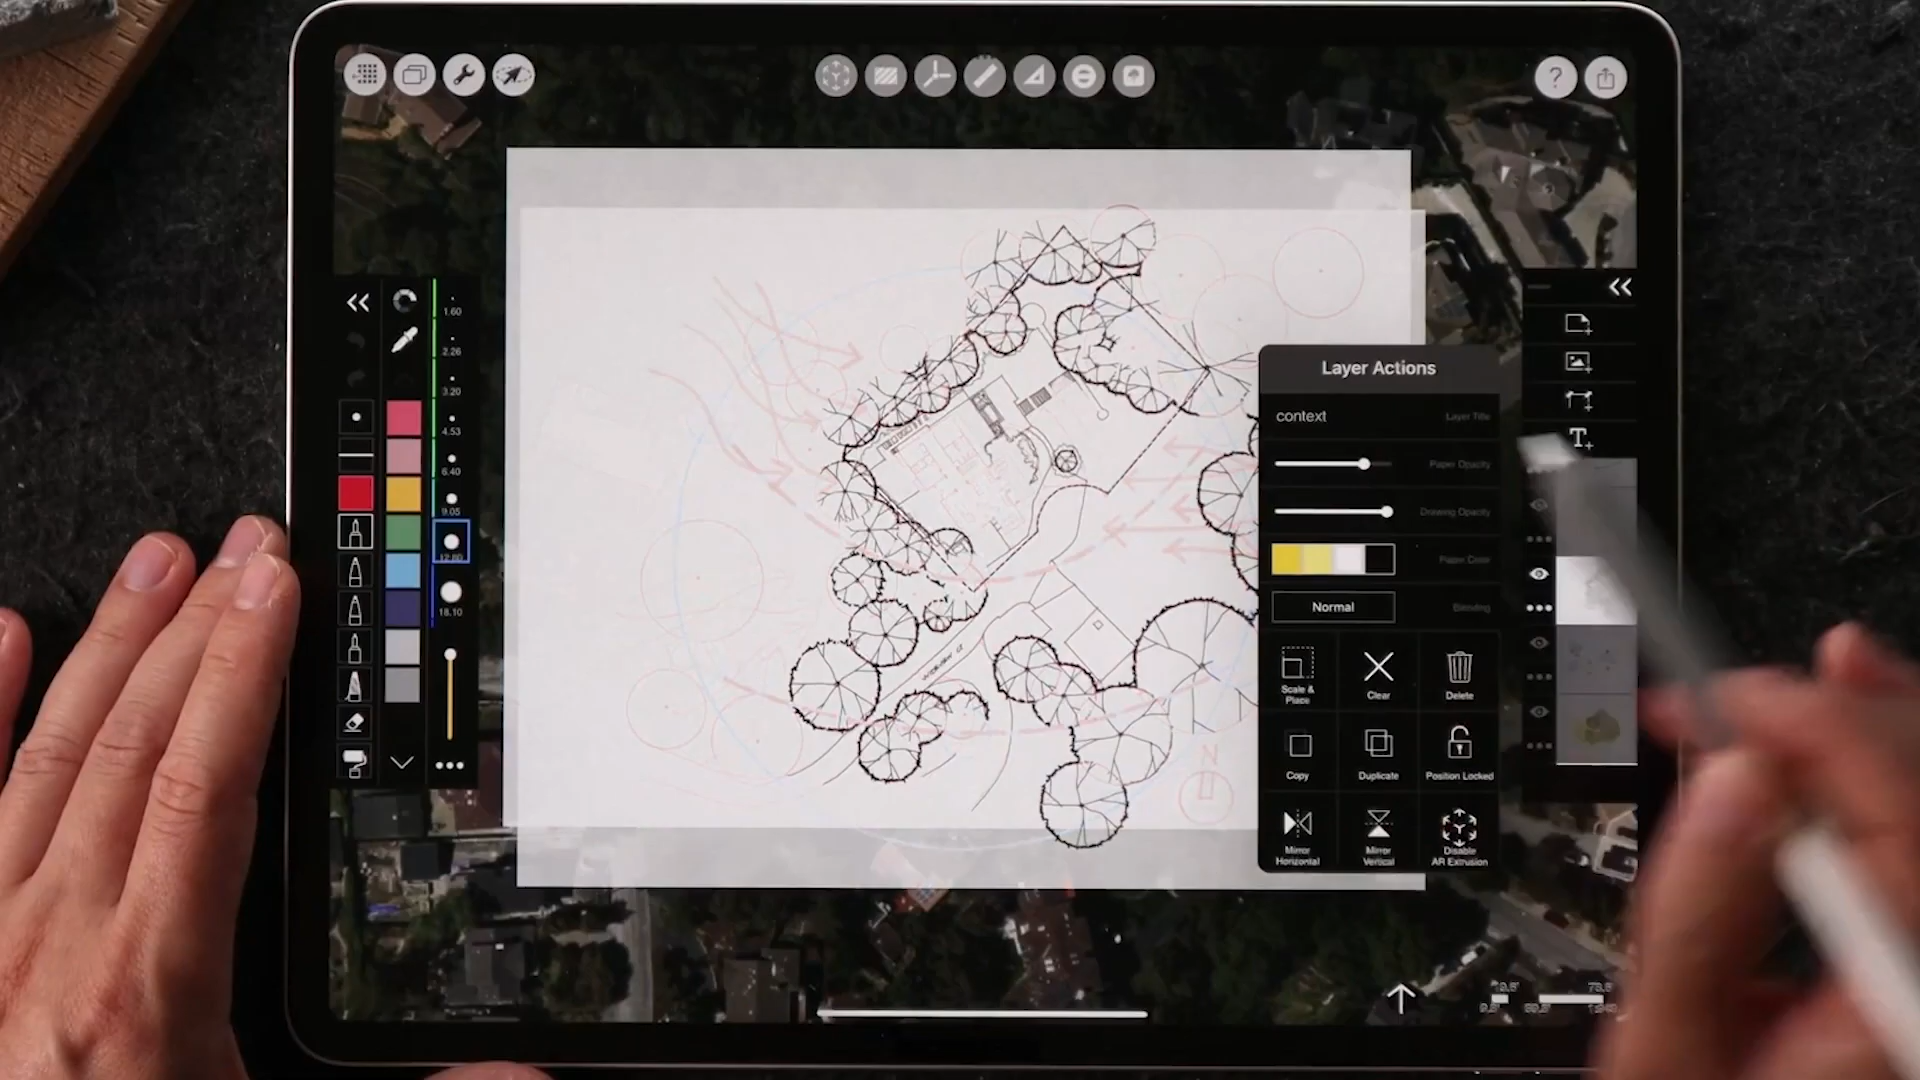 ?
1.60
2.26
3.20
4.53
6.40
9.05
12.80
18.10
Layer Actions
context
Layer Title
Paper Opacity
Drawing Opacity
Paper Color
Normal
Blending
Scale &
Place
Clear
Delete
Copy
Duplicate
Position Locked
Mirror
Horizontal
Mirror
Vertical
Disable
AR Extrusion
T+
N